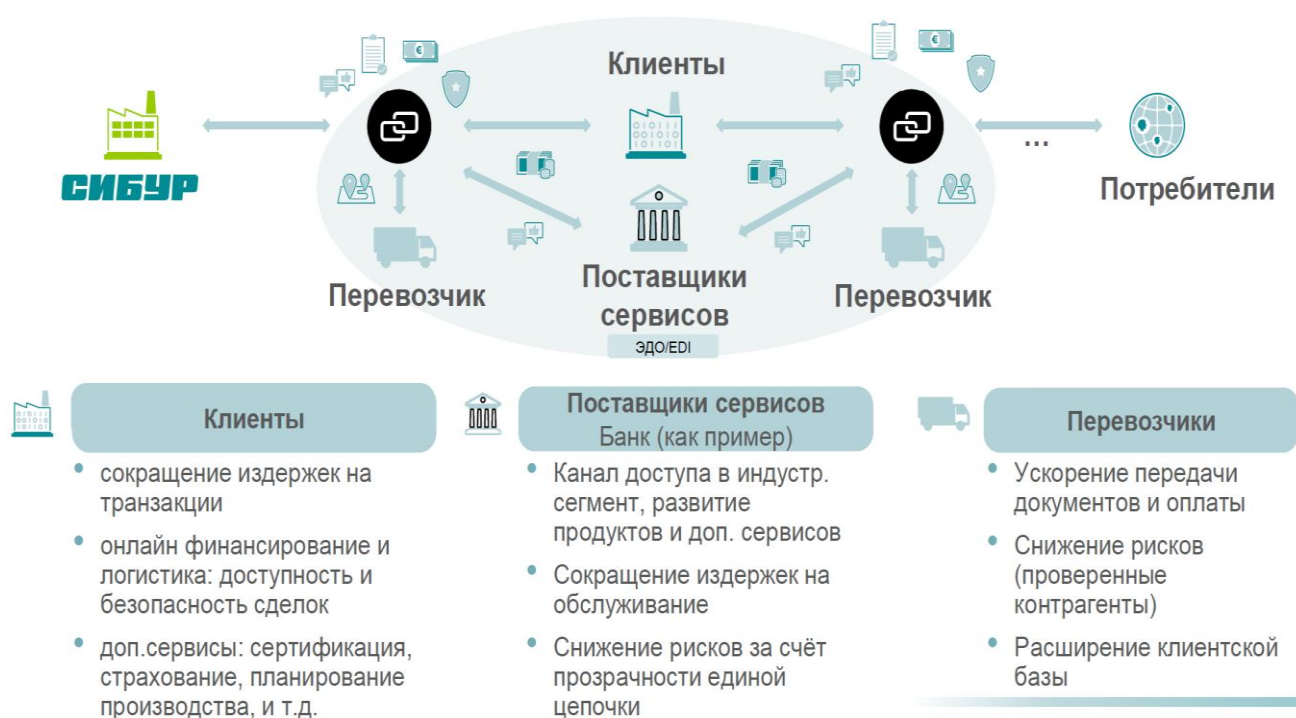 Клиенты
СИБУР
010111
001010
101101
...
Потребители
Перевозчик
Поставщики
сервисов
Перевозчик
ЭДО/EDI
Клиенты
Поставщики сервисов
Банк (как пример)
Перевозчики
• сокращение издержек на
транзакции
• онлайн финансирование и
логистика: доступность и
безопасность сделок
• доп.сервисы: сертификация,
страхование, планирование
производства, и т.д.
• Канал доступа в индустр.
сегмент, развитие
продуктов и доп. сервисов
• Сокращение издержек на
обслуживание
• Снижение рисков за счёт
прозрачности единой
цепочки
• Ускорение передачи
документов и оплаты
• Снижение рисков
(проверенные
контрагенты)
• Расширение клиентской
базы